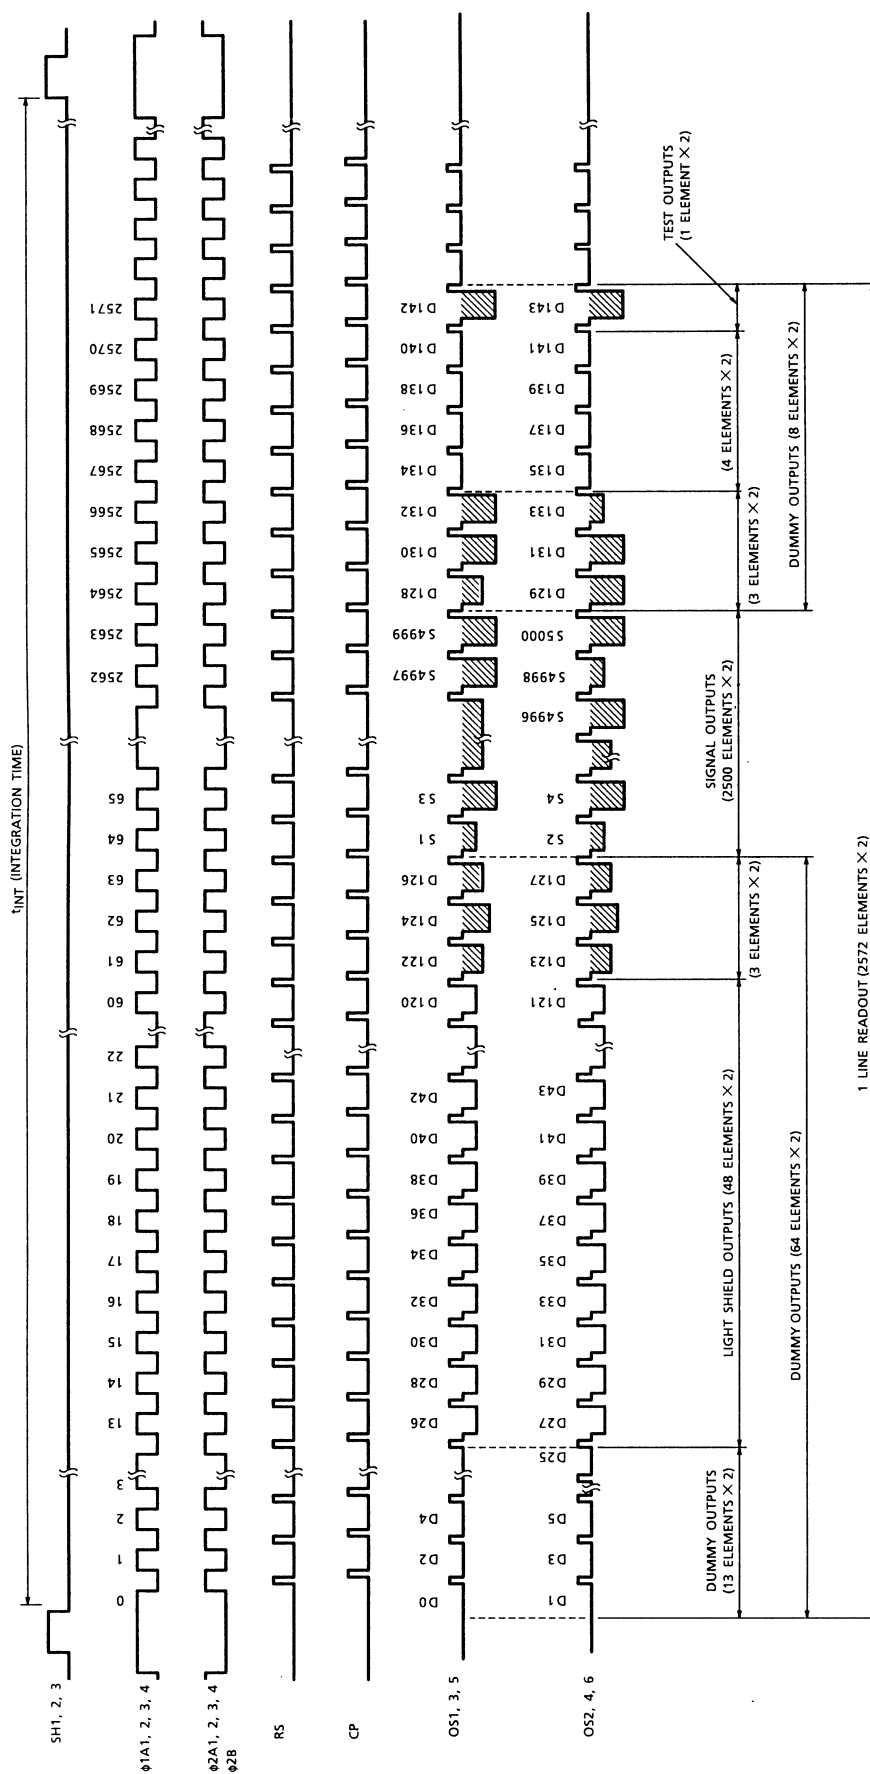 tINT (INTEGRATION TIME)
SH1, 2, 3
φ1A1, 2, 3, 4
0 1 2 3 13 14 15 16 17 18 19 20 21 22 60 61 62 63 64 65 2562 2563 2564 2565 2566 2567 2568 2569 2570 2571
φ2A1, 2, 3, 4
φ2B
RS
CP
OS1, 3, 5
D0 D2 D4 D26 D28 D30 D32 D34 D36 D38 D40 D42 D120 D122 D124 D126 S1 S3 S4997 S4999 D128 D130 D132 D134 D136 D138 D140 D142
OS2, 4, 6
D1 D3 D5 D25 D27 D29 D31 D33 D35 D37 D39 D41 D43 D121 D123 D125 D127 S2 S4 S4996 S4998 S5000 D129 D131 D133 D135 D137 D139 D141 D143
DUMMY OUTPUTS
(13 ELEMENTS × 2)
LIGHT SHIELD OUTPUTS (48 ELEMENTS × 2)
(3 ELEMENTS × 2)
SIGNAL OUTPUTS
(2500 ELEMENTS × 2)
(3 ELEMENTS × 2)
(4 ELEMENTS × 2)
TEST OUTPUTS
(1 ELEMENT × 2)
DUMMY OUTPUTS (64 ELEMENTS × 2)
DUMMY OUTPUTS (8 ELEMENTS × 2)
1 LINE READOUT (2572 ELEMENTS × 2)